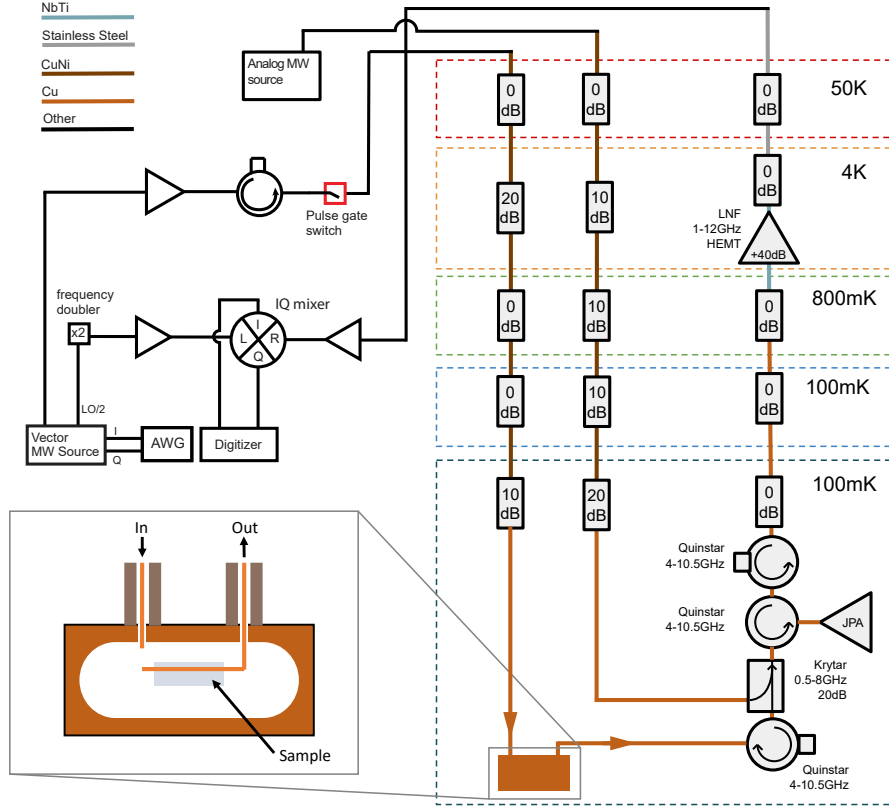 NbTi
Stainless Steel
CuNi
Cu
Other
Analog MW
source
Pulse gate
switch
frequency
doubler
x2
IQ mixer
I
L
R
Q
LO/2
Vector
MW Source
I
Q
AWG
Digitizer
0
dB
0
dB
0
dB
50K
20
dB
10
dB
0
dB
4K
LNF
1-12GHz
HEMT
+40dB
0
dB
10
dB
0
dB
800mK
0
dB
10
dB
0
dB
100mK
10
dB
20
dB
0
dB
100mK
Quinstar
4-10.5GHz
Quinstar
4-10.5GHz
JPA
Krytar
0.5-8GHz
20dB
Quinstar
4-10.5GHz
In
Out
Sample